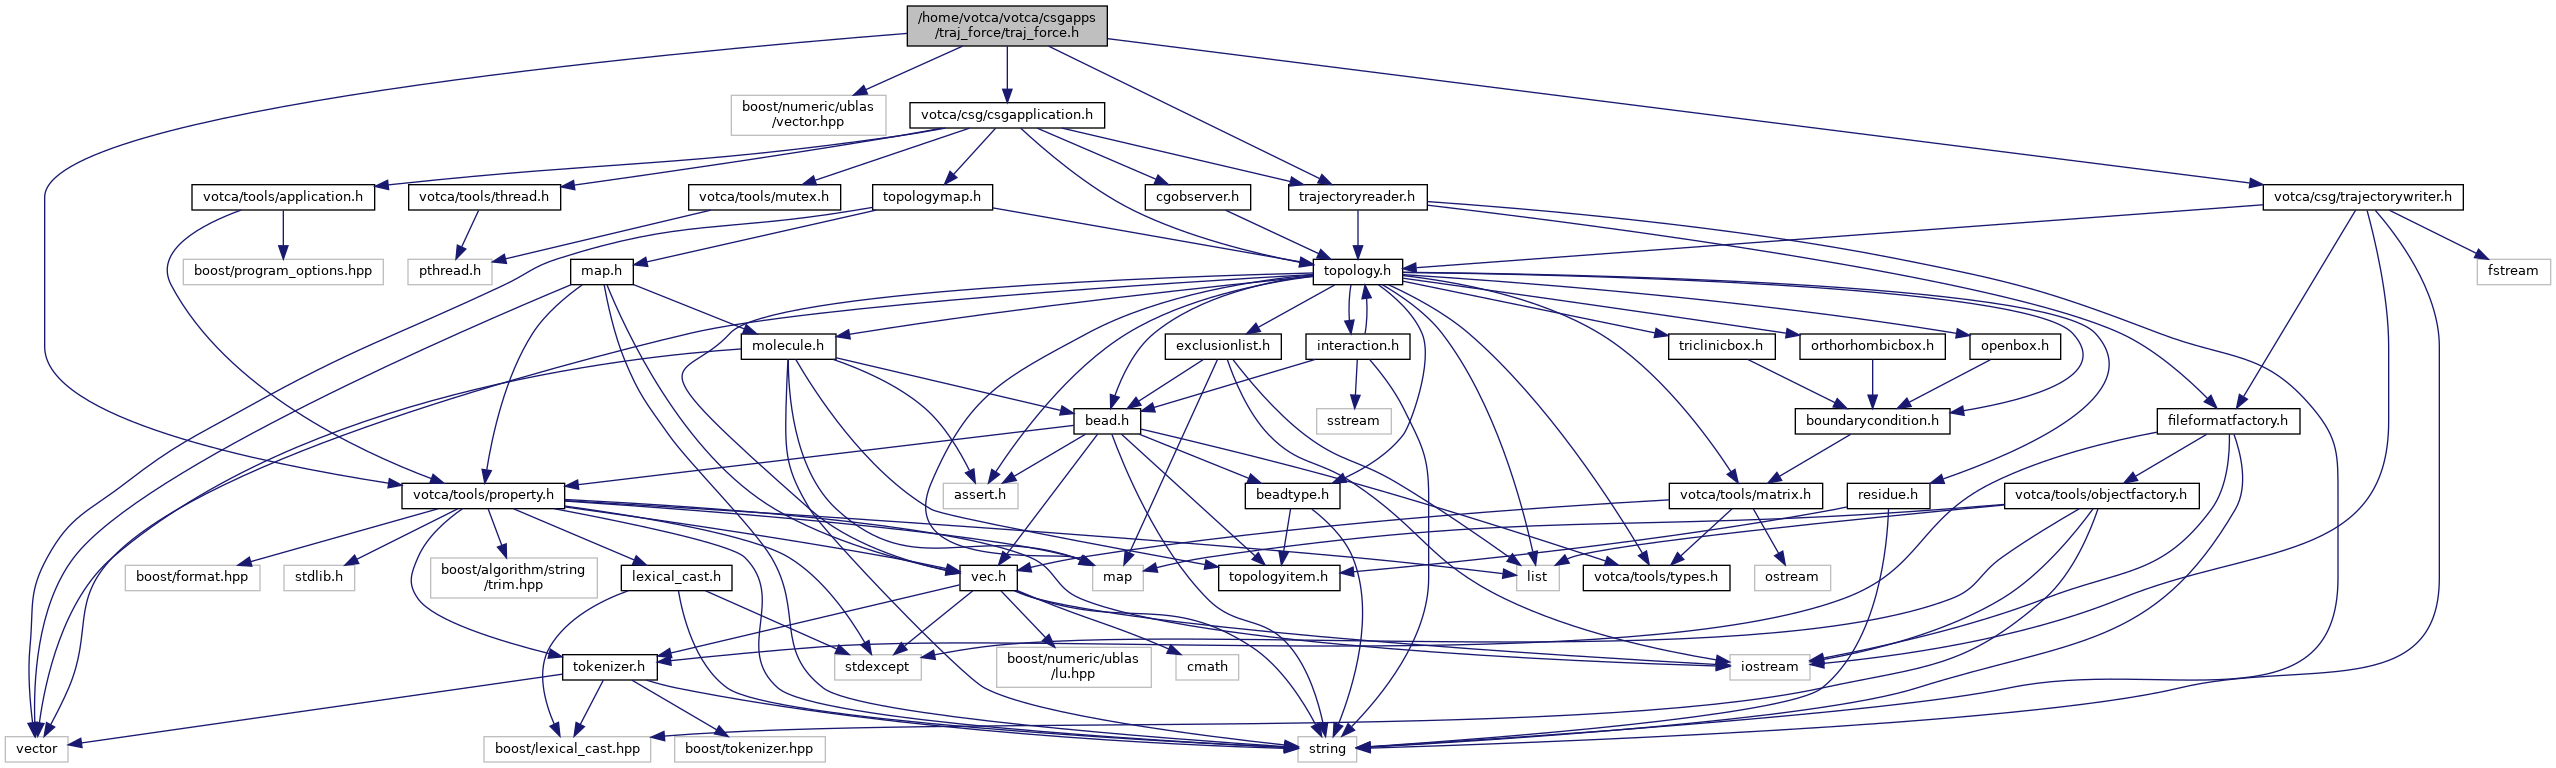 /home/votca/votca/csgapps
/traj_force/traj_force.h
boost/numeric/ublas
/vector.hpp
votca/csg/csgapplication.h
votca/tools/application.h
votca/tools/thread.h
votca/tools/mutex.h
topologymap.h
cgobserver.h
trajectoryreader.h
votca/csg/trajectorywriter.h
boost/program_options.hpp
pthread.h
map.h
topology.h
fstream
molecule.h
exclusionlist.h
interaction.h
triclinicbox.h
orthorhombicbox.h
openbox.h
bead.h
sstream
boundarycondition.h
fileformatfactory.h
votca/tools/property.h
assert.h
beadtype.h
votca/tools/matrix.h
residue.h
votca/tools/objectfactory.h
boost/format.hpp
stdlib.h
boost/algorithm/string
/trim.hpp
lexical_cast.h
vec.h
map
topologyitem.h
list
votca/tools/types.h
ostream
tokenizer.h
stdexcept
boost/numeric/ublas
/lu.hpp
cmath
iostream
vector
boost/lexical_cast.hpp
boost/tokenizer.hpp
string